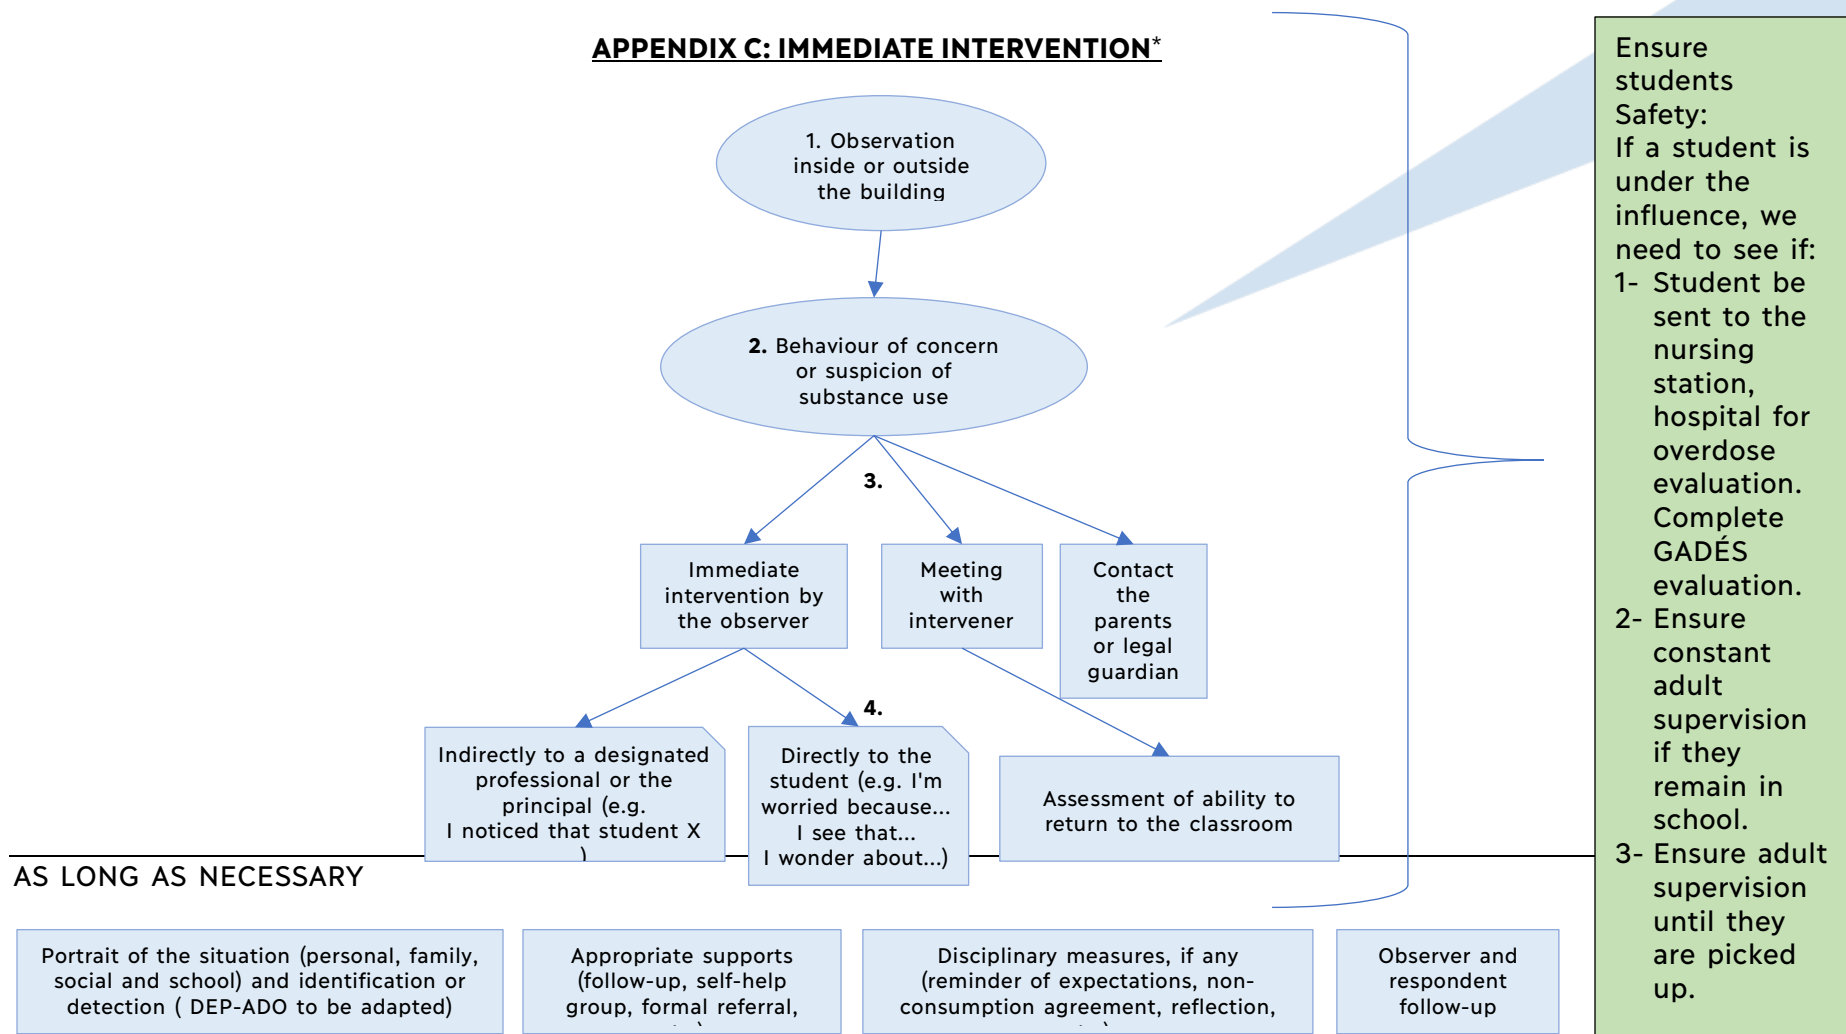 APPENDIX C: IMMEDIATE INTERVENTION*
1. Observation
inside or outside
the building
2. Behaviour of concern
or suspicion of
substance use
3.
Immediate
intervention by
the observer
Meeting
with
intervener
Contact
the
parents
or legal
guardian
4.
Indirectly to a designated
professional or the
principal (e.g.
I noticed that student X
)
Directly to the
student (e.g. I'm
worried because...
I see that...
I wonder about...)
Assessment of ability to
return to the classroom
AS LONG AS NECESSARY
Portrait of the situation (personal, family,
social and school) and identification or
detection ( DEP-ADO to be adapted)
Appropriate supports
(follow-up, self-help
group, formal referral,
Disciplinary measures, if any
(reminder of expectations, non-
consumption agreement, reflection,
Observer and
respondent
follow-up
Ensure
students
Safety:
If a student is
under the
influence, we
need to see if:
1- Student be
sent to the
nursing
station,
hospital for
overdose
evaluation.
Complete
GADÉS
evaluation.
2- Ensure
constant
adult
supervision
if they
remain in
school.
3- Ensure adult
supervision
until they
are picked
up.